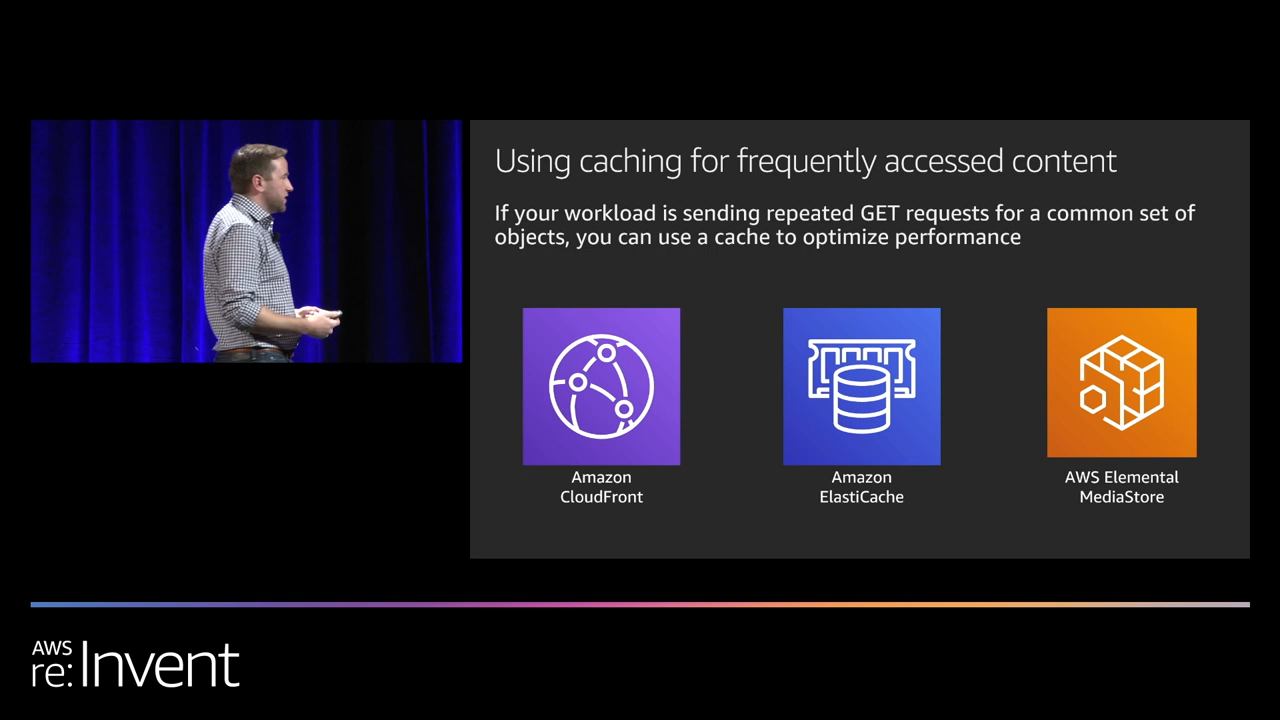 Using caching for frequently accessed content
If your workload is sending repeated GET requests for a common set of
objects, you can use a cache to optimize performance
Amazon
CloudFront
Amazon
ElastiCache
AWS Elemental
MediaStore
AWS
re:Invent